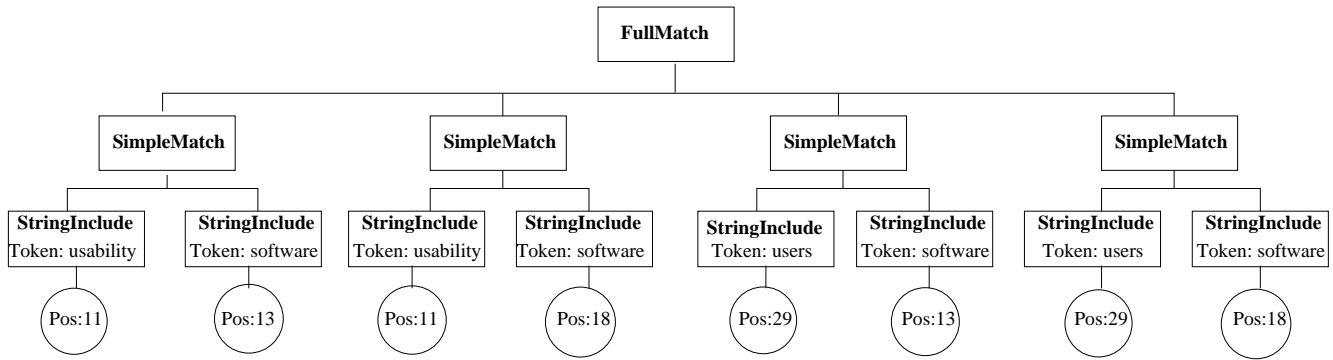 FullMatch
SimpleMatch
SimpleMatch
SimpleMatch
SimpleMatch
StringInclude
Token: usability
StringInclude
Token: software
StringInclude
Token: usability
StringInclude
Token: software
StringInclude
Token: users
StringInclude
Token: software
StringInclude
Token: users
StringInclude
Token: software
Pos:11
Pos:13
Pos:11
Pos:18
Pos:29
Pos:13
Pos:29
Pos:18